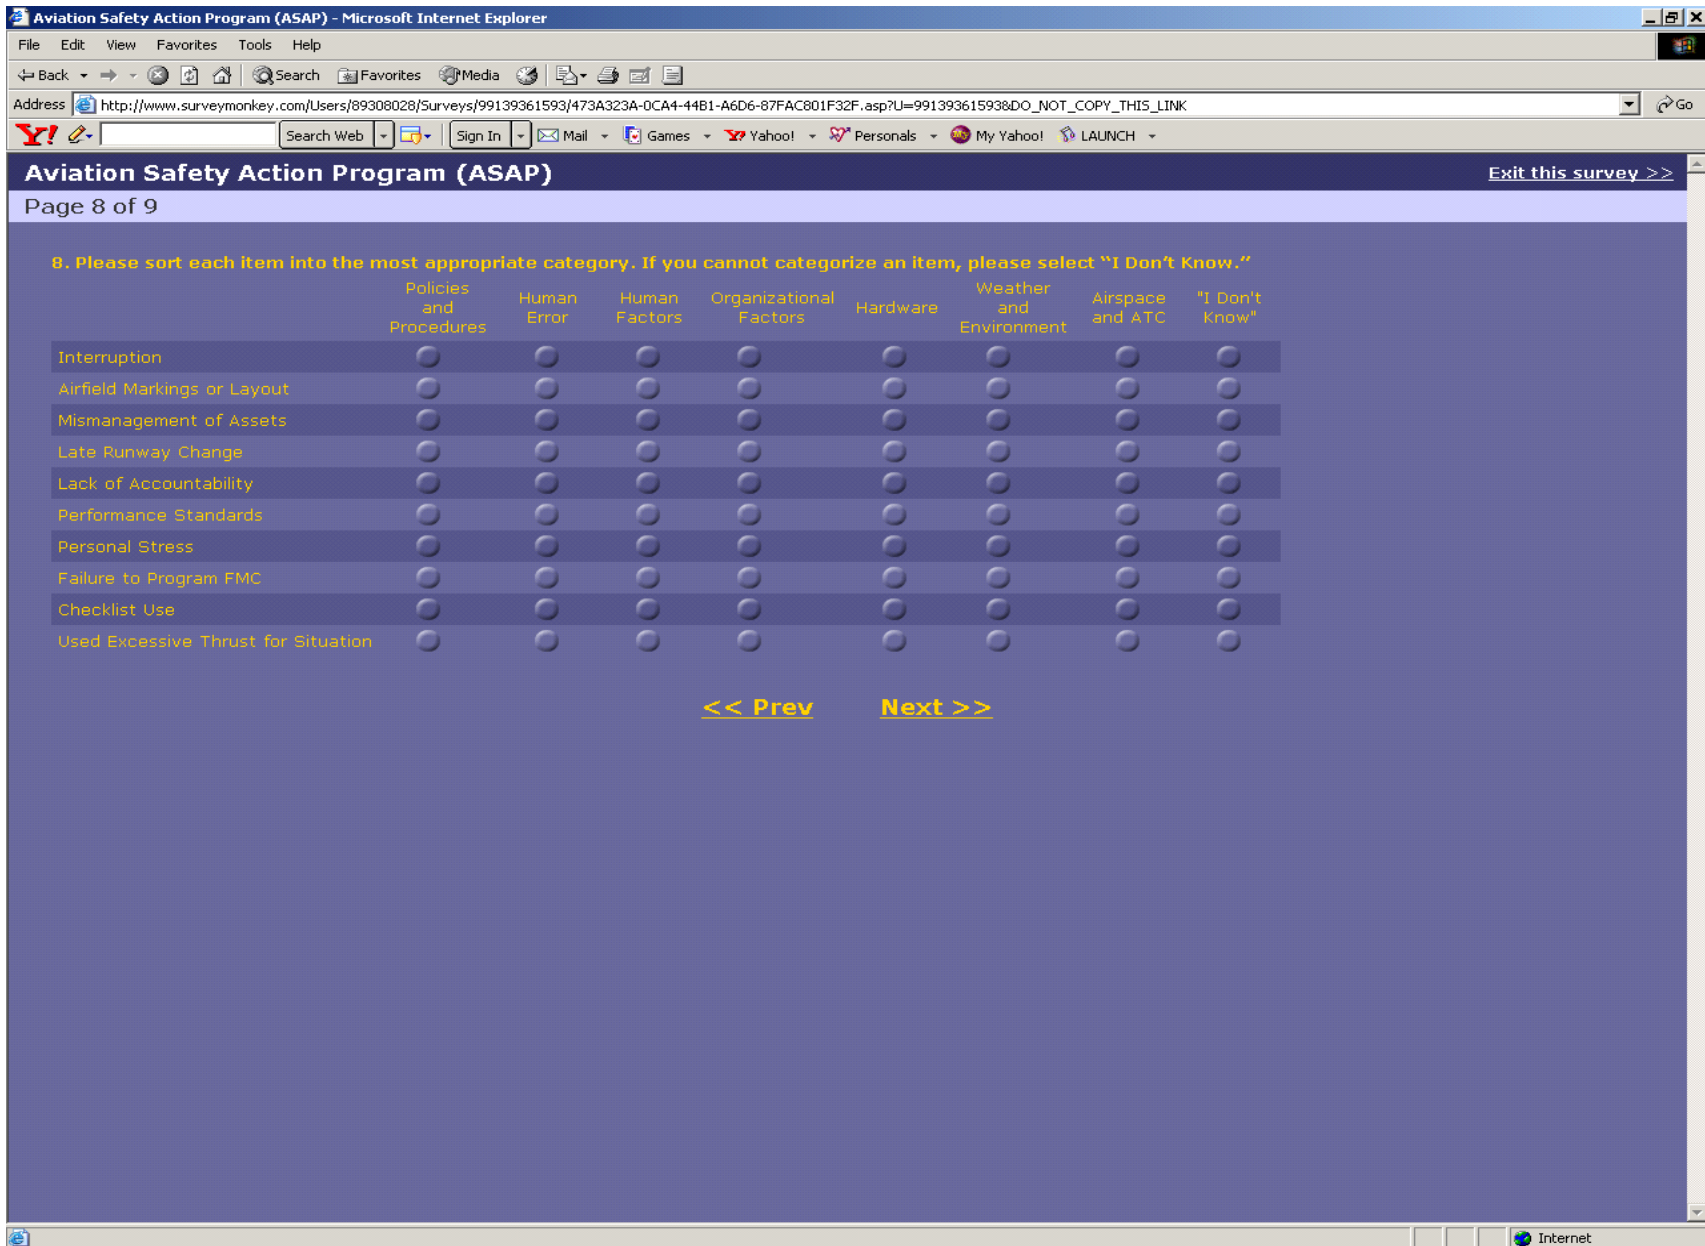 Aviation Safety Action Program (ASAP) - Microsoft Internet Explorer
File Edit View Favorites Tools Help
Back Search Favorites Media
Address http://www.surveymonkey.com/Users/89308028/Surveys/99139361593/473A323A-0CA4-44B1-A6D6-87FAC801F32F.asp?U=99139361593&DO_NOT_COPY_THIS_LINK Go
Y! Search Web Sign In Mail Games Yahoo! Personals My Yahoo! LAUNCH
Aviation Safety Action Program (ASAP) Exit this survey >>
Page 8 of 9
8. Please sort each item into the most appropriate category. If you cannot categorize an item, please select “I Don’t Know.”
Policies and Procedures Human Error Human Factors Organizational Factors Hardware Weather and Environment Airspace and ATC "I Don't Know"
Interruption
Airfield Markings or Layout
Mismanagement of Assets
Late Runway Change
Lack of Accountability
Performance Standards
Personal Stress
Failure to Program FMC
Checklist Use
Used Excessive Thrust for Situation
<< Prev Next >>
Internet